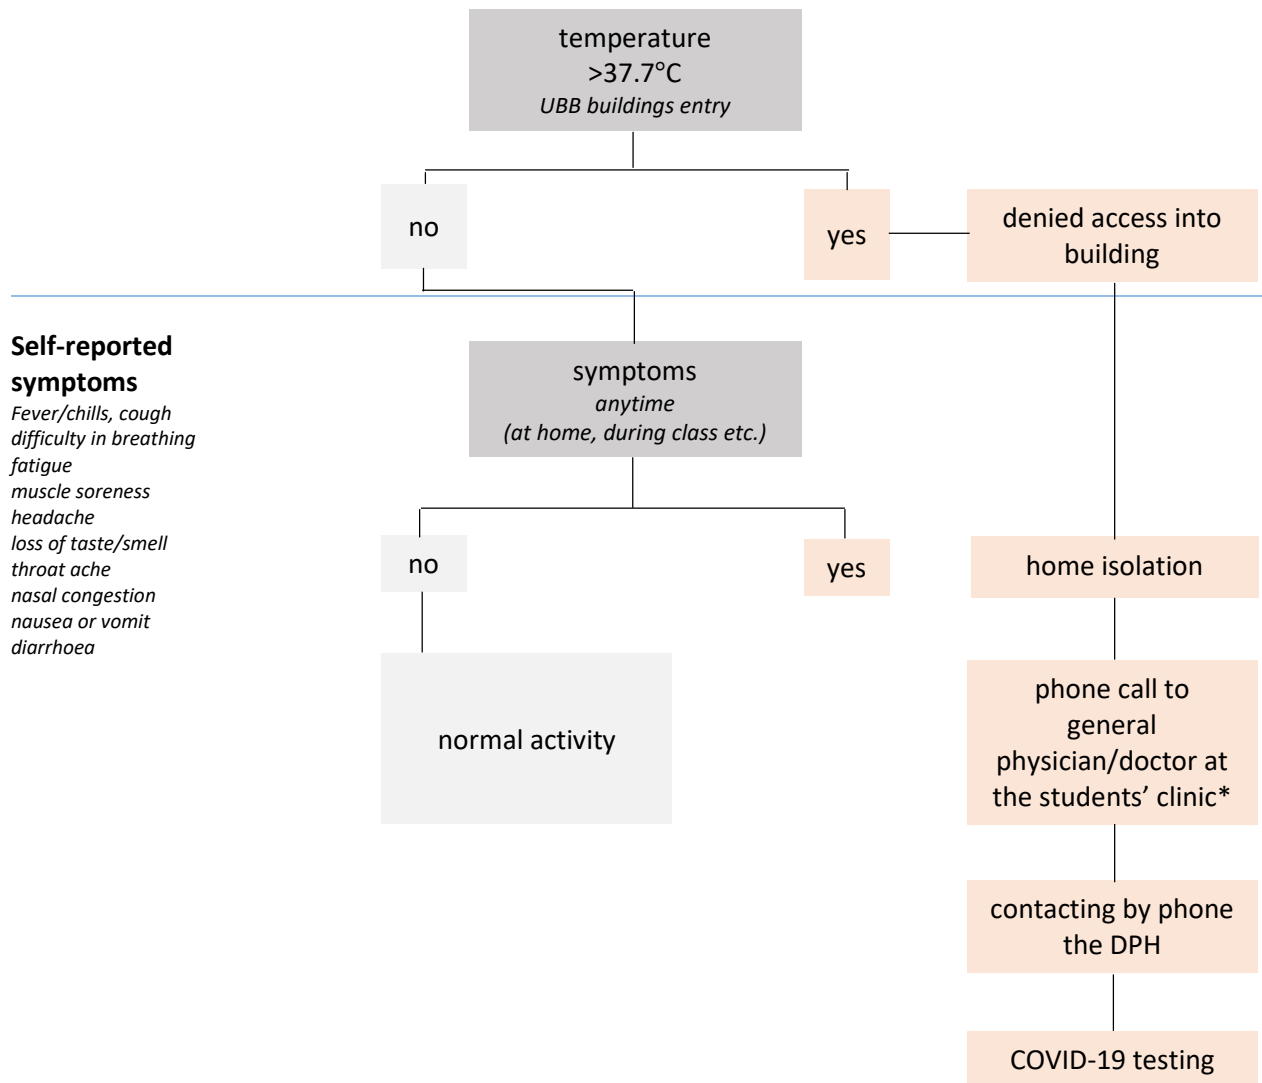 temperature
>37.7°C
UBB buildings entry
no
yes
denied access into
building
Self-reported
symptoms
Fever/chills, cough
difficulty in breathing
fatigue
muscle soreness
headache
loss of taste/smell
throat ache
nasal congestion
nausea or vomit
diarrhoea
symptoms
anytime
(at home, during class etc.)
no
yes
home isolation
normal activity
phone call to
general
physician/doctor at
the students’ clinic*
contacting by phone
the DPH
COVID-19 testing